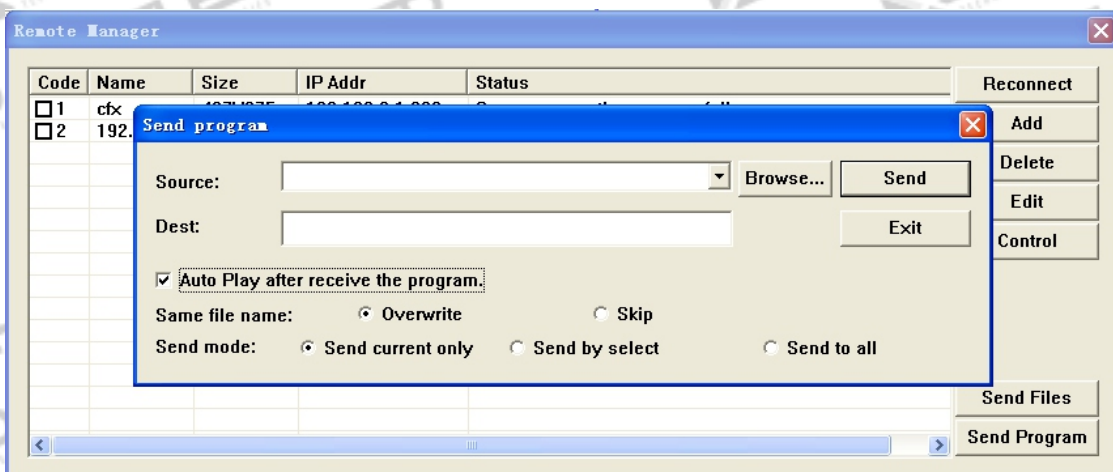 Remote Manager
Code Name Size IP Addr Status
1 cfx
2 192.
Reconnect
Add
Delete
Edit
Control
Send Files
Send Program
Send program
Source:
Browse...
Send
Dest:
Exit
Auto Play after receive the program.
Same file name: Overwrite Skip
Send mode: Send current only Send by select Send to all